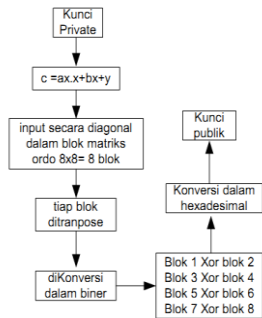 Kunci
Private
c =ax.x+bx+y
input secara diagonal
dalam blok matriks
ordo 8x8= 8 blok
tiap blok
ditranpose
diKonversi
dalam biner
Blok 1 Xor blok 2
Blok 3 Xor blok 4
Blok 5 Xor blok 6
Blok 7 Xor blok 8
Konversi dalam
hexadesimal
Kunci
publik